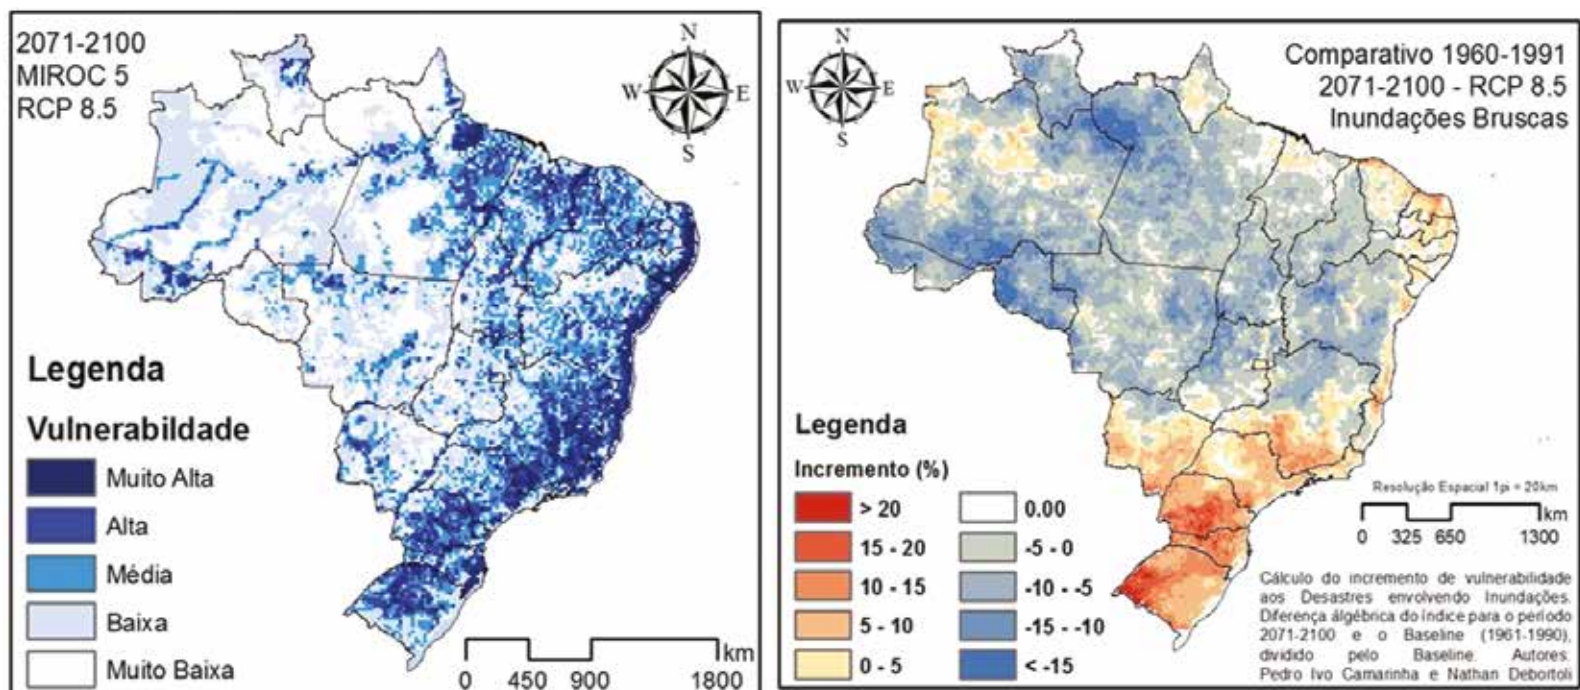 2071-2100
MIROC 5
RCP 8.5
N
W
E
S
Legenda
Vulnerabildade
Muito Alta
Alta
Média
Baixa
Muito Baixa
km
0 450 900 1800
N
W
E
S
Comparativo 1960-1991
2071-2100 - RCP 8.5
Inundações Bruscas
Legenda
Incremento (%)
> 20
15 - 20
10 - 15
5 - 10
0 - 5
0.00
-5 - 0
-10 - -5
-15 - -10
< -15
Resolução Espacial 1pi = 20km
km
0 325 650 1300
Cálculo do incremento de vulnerabilidade
aos Desastres envolvendo Inundações.
Diferença álgébrica do índice para o período
2071-2100 e o Baseline (1961-1990),
dividido pelo Baseline. Autores:
Pedro Ivo Camarinha e Nathan Debortoli